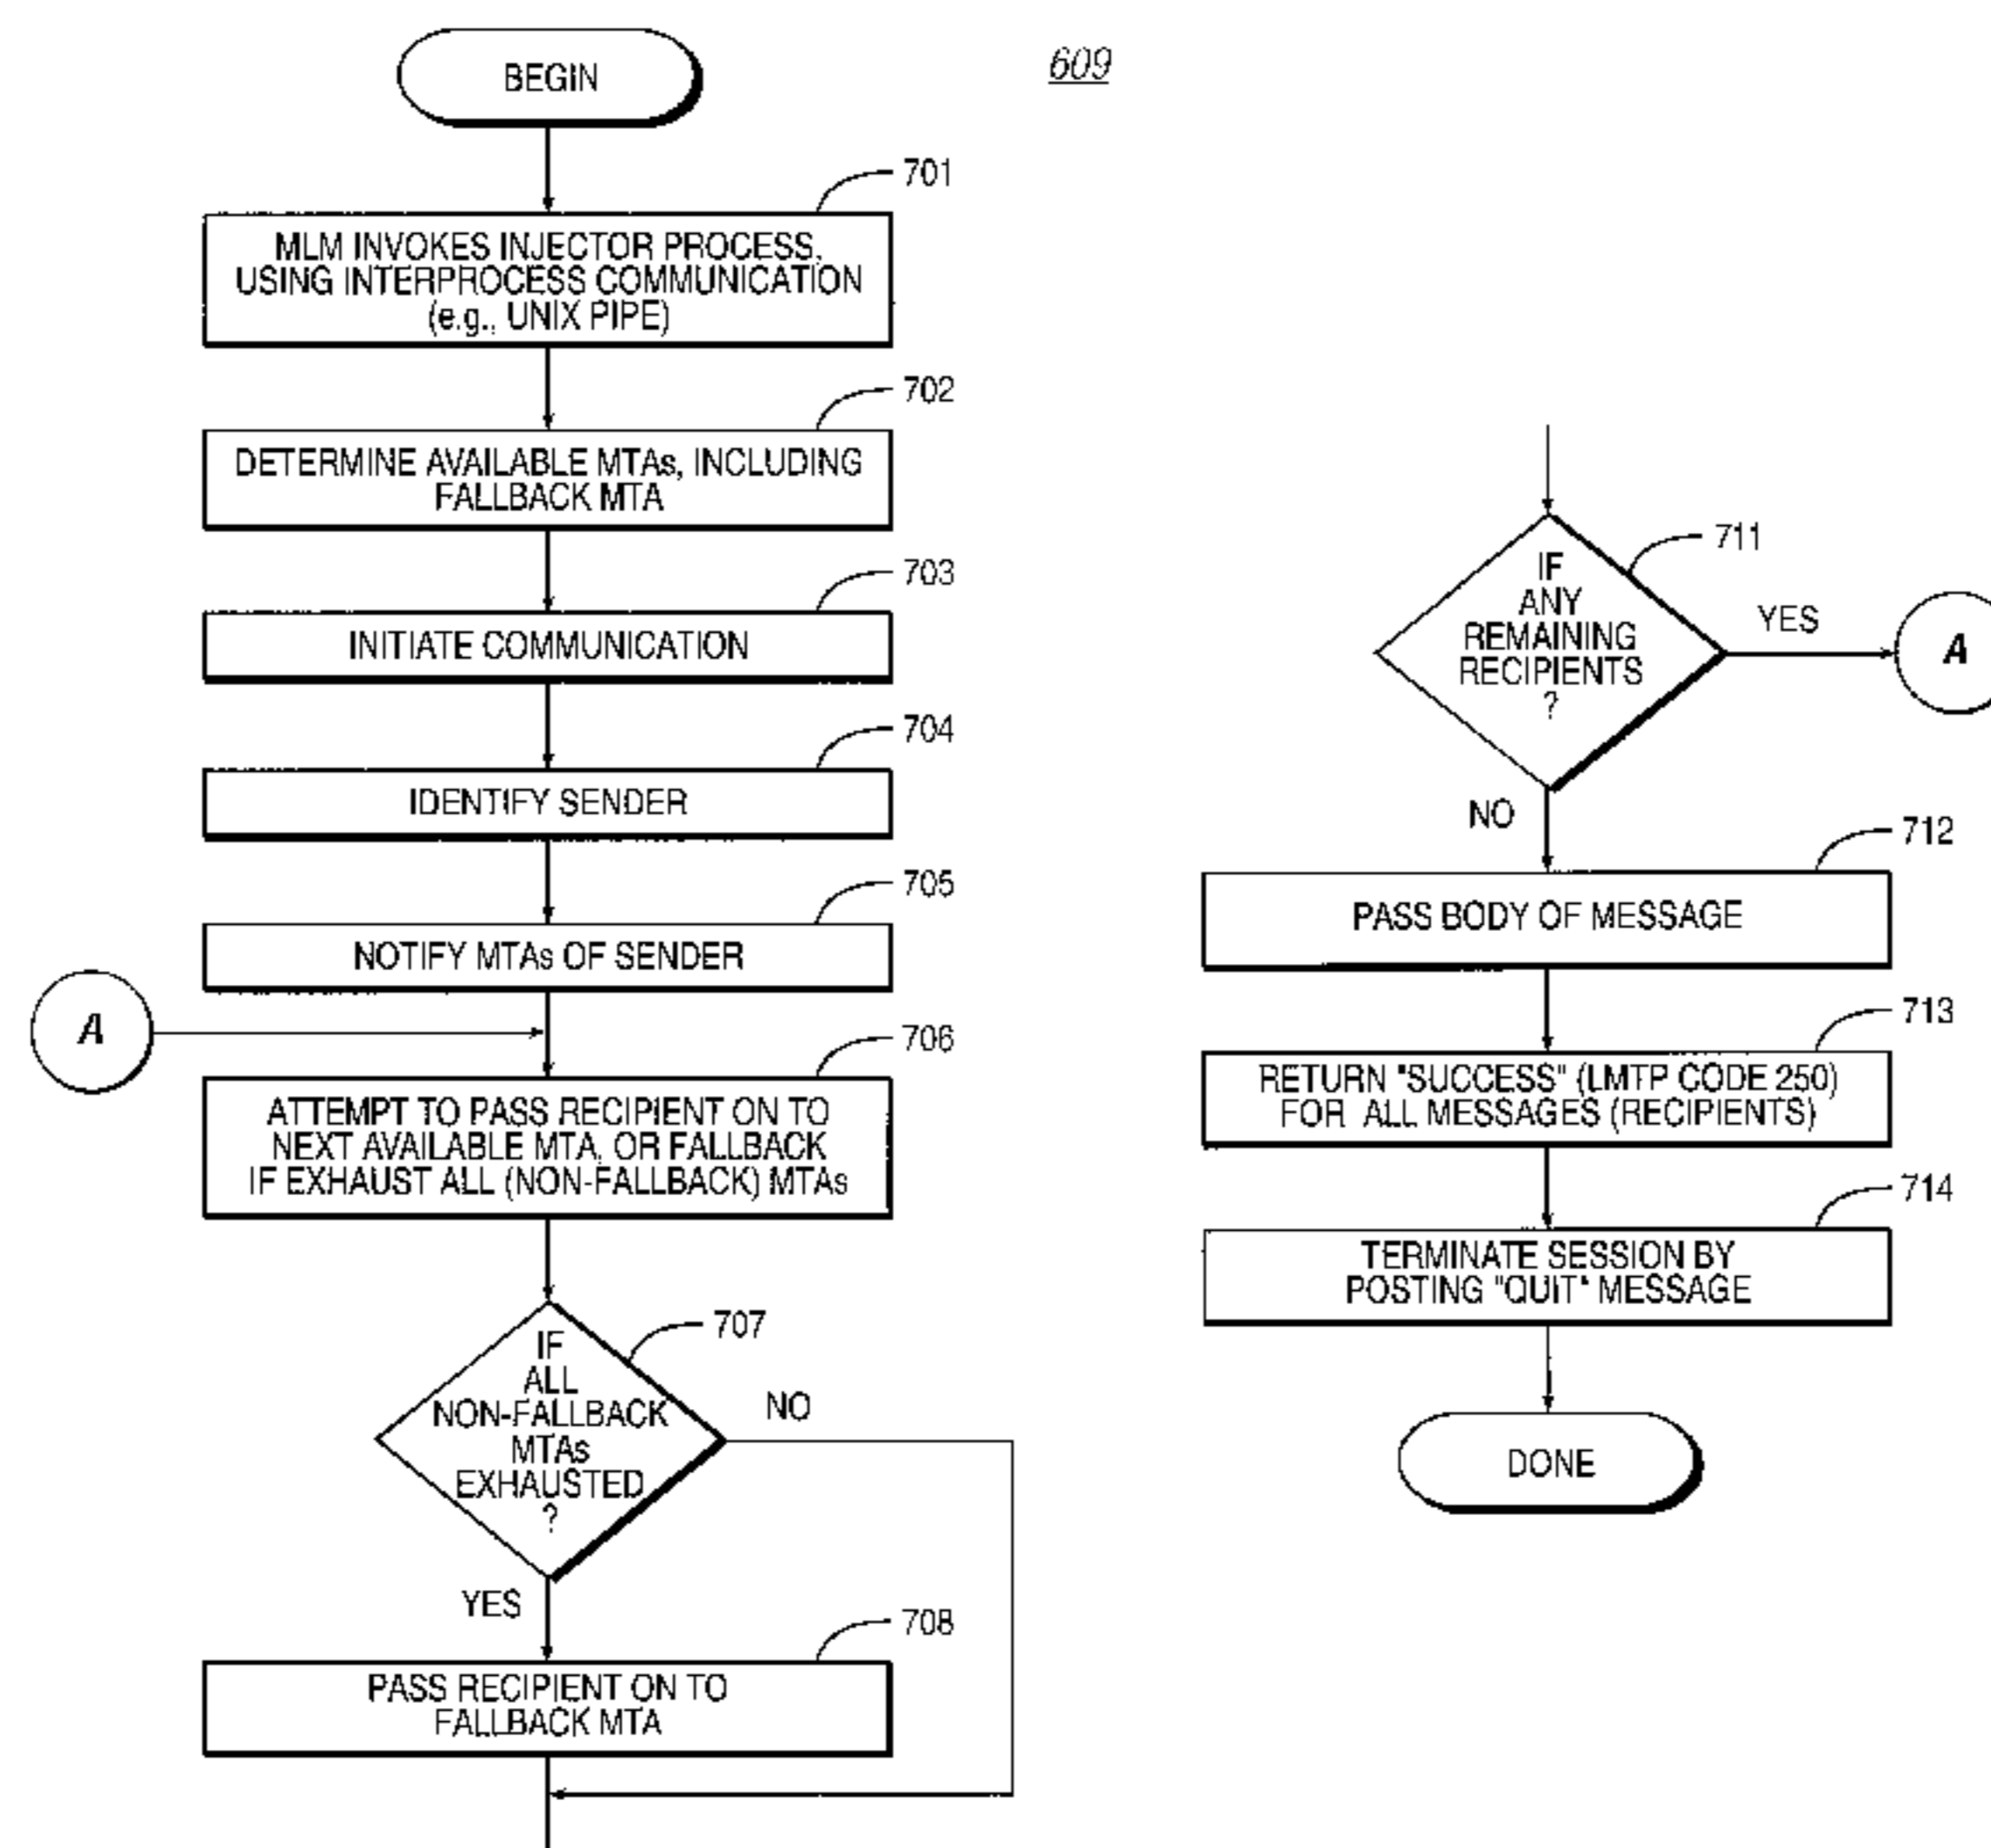 609
BEGIN
701
MLM INVOKES INJECTOR PROCESS,
USING INTERPROCESS COMMUNICATION
(e.g., UNIX PIPE)
702
DETERMINE AVAILABLE MTAs, INCLUDING
FALLBACK MTA
703
INITIATE COMMUNICATION
704
IDENTIFY SENDER
705
NOTIFY MTAs OF SENDER
A
706
ATTEMPT TO PASS RECIPIENT ON TO
NEXT AVAILABLE MTA, OR FALLBACK
IF EXHAUST ALL (NON-FALLBACK) MTAs
707
IF
ALL
NON-FALLBACK
MTAs
EXHAUSTED
?
NO
YES
708
PASS RECIPIENT ON TO
FALLBACK MTA
711
IF
ANY
REMAINING
RECIPIENTS
?
YES
A
NO
712
PASS BODY OF MESSAGE
713
RETURN "SUCCESS" (LMTP CODE 250)
FOR ALL MESSAGES (RECIPIENTS)
714
TERMINATE SESSION BY
POSTING "QUIT" MESSAGE
DONE